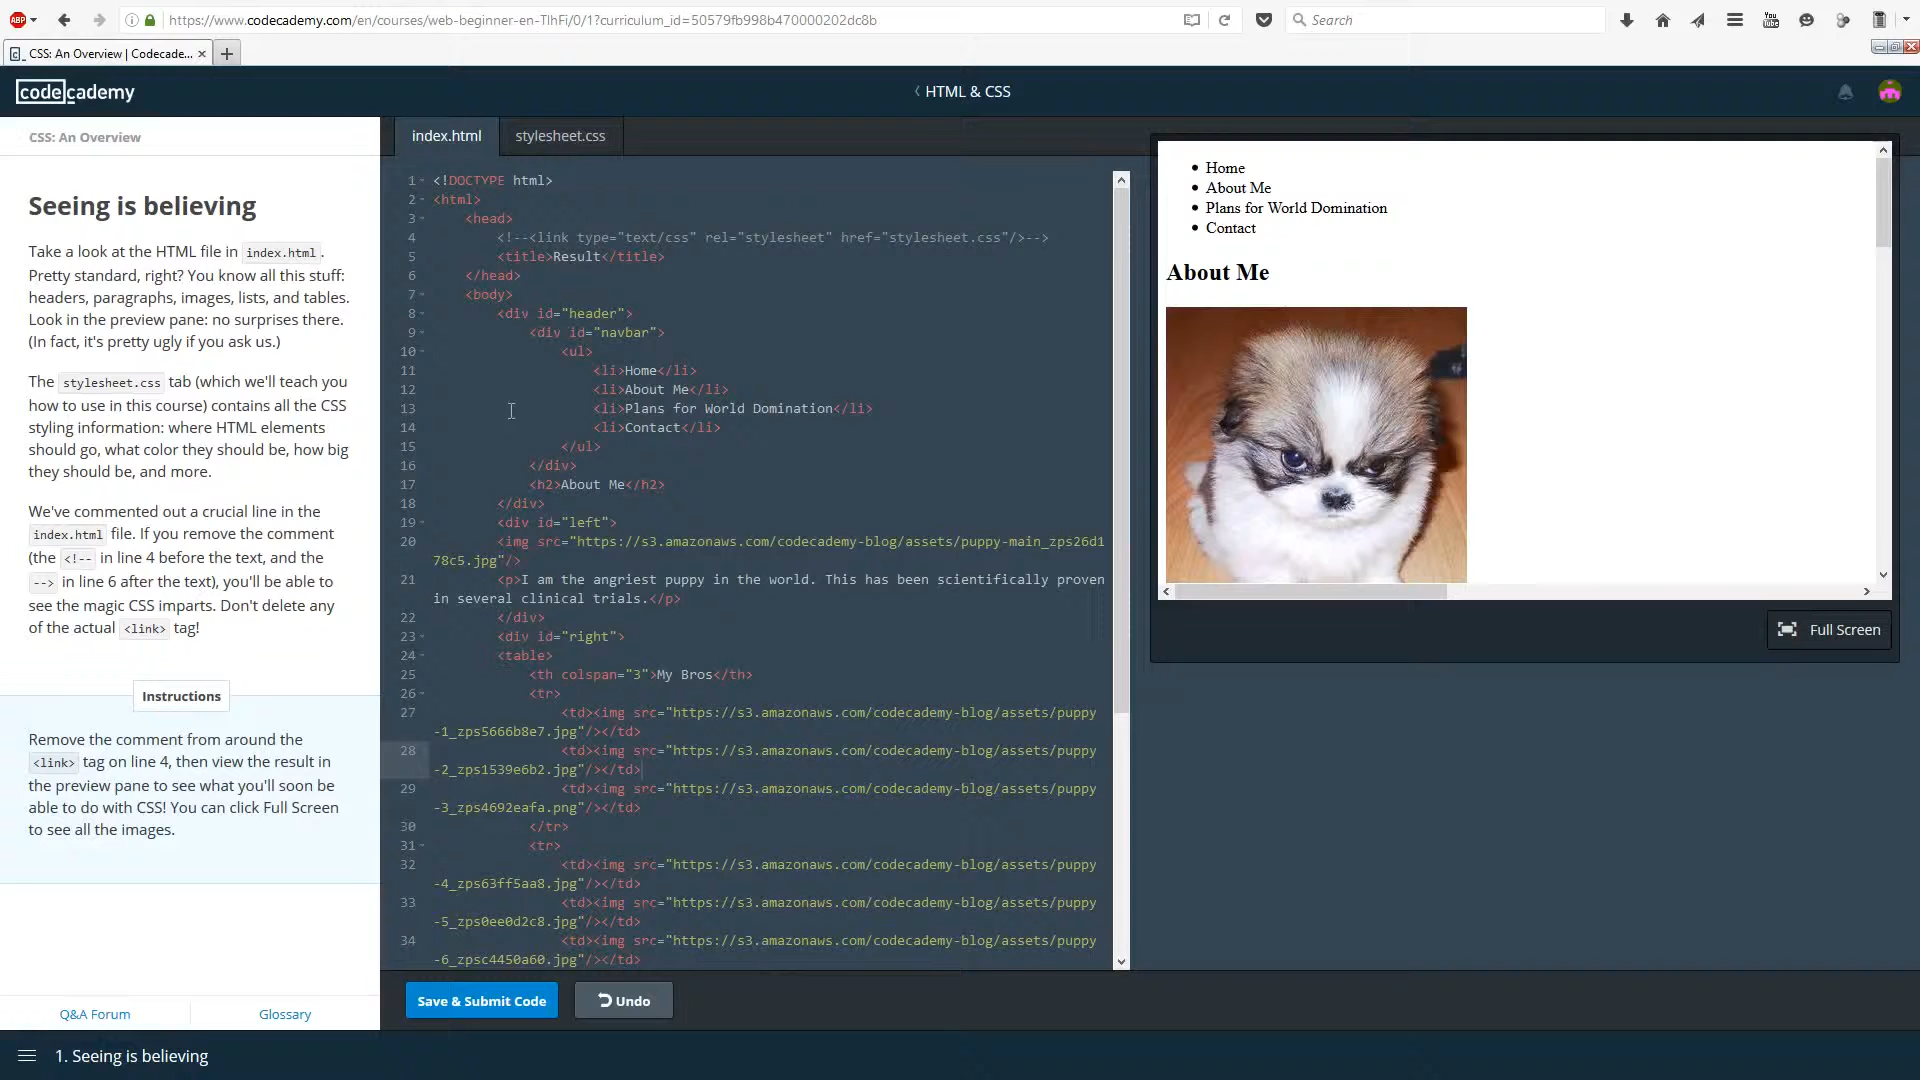 ABP
https://www.codecademy.com/en/courses/web-beginner-en-TlhFi/0/1?curriculum_id=50579fb998b470000202dc8b
Search
You
Tube
CSS: An Overview | Codecade...
codecademy
HTML & CSS
CSS: An Overview
Seeing is believing
Take a look at the HTML file in index.html.
Pretty standard, right? You know all this stuff:
headers, paragraphs, images, lists, and tables.
Look in the preview pane: no surprises there.
(In fact, it's pretty ugly if you ask us.)
The stylesheet.css tab (which we'll teach you
how to use in this course) contains all the CSS
styling information: where HTML elements
should go, what color they should be, how big
they should be, and more.
We've commented out a crucial line in the
index.html file. If you remove the comment
(the <!-- in line 4 before the text, and the
--> in line 6 after the text), you'll be able to
see the magic CSS imparts. Don't delete any
of the actual <link> tag!
Instructions
Remove the comment from around the
<link> tag on line 4, then view the result in
the preview pane to see what you'll soon be
able to do with CSS! You can click Full Screen
to see all the images.
Q&A Forum
Glossary
index.html
stylesheet.css
1 <!DOCTYPE html>
2 <html>
3 <head>
4 <!--<link type="text/css" rel="stylesheet" href="stylesheet.css"/>-->
5 <title>Result</title>
6 </head>
7 <body>
8 <div id="header">
9 <div id="navbar">
10 <ul>
11 <li>Home</li>
12 <li>About Me</li>
13 <li>Plans for World Domination</li>
14 <li>Contact</li>
15 </ul>
16 </div>
17 <h2>About Me</h2>
18 </div>
19 <div id="left">
20 <img src="https://s3.amazonaws.com/codecademy-blog/assets/puppy-main_zps26d1
78c5.jpg"/>
21 <p>I am the angriest puppy in the world. This has been scientifically proven
in several clinical trials.</p>
22 </div>
23 <div id="right">
24 <table>
25 <th colspan="3">My Bros</th>
26 <tr>
27 <td><img src="https://s3.amazonaws.com/codecademy-blog/assets/puppy
-1_zps5666b8e7.jpg"/></td>
28 <td><img src="https://s3.amazonaws.com/codecademy-blog/assets/puppy
-2_zps1539e6b2.jpg"/></td>
29 <td><img src="https://s3.amazonaws.com/codecademy-blog/assets/puppy
-3_zps4692eafa.png"/></td>
30 </tr>
31 <tr>
32 <td><img src="https://s3.amazonaws.com/codecademy-blog/assets/puppy
-4_zps63ff5aa8.jpg"/></td>
33 <td><img src="https://s3.amazonaws.com/codecademy-blog/assets/puppy
-5_zps0ee0d2c8.jpg"/></td>
34 <td><img src="https://s3.amazonaws.com/codecademy-blog/assets/puppy
-6_zpsc4450a60.jpg"/></td>
Save & Submit Code
Undo
Home
About Me
Plans for World Domination
Contact
About Me
Full Screen
1. Seeing is believing